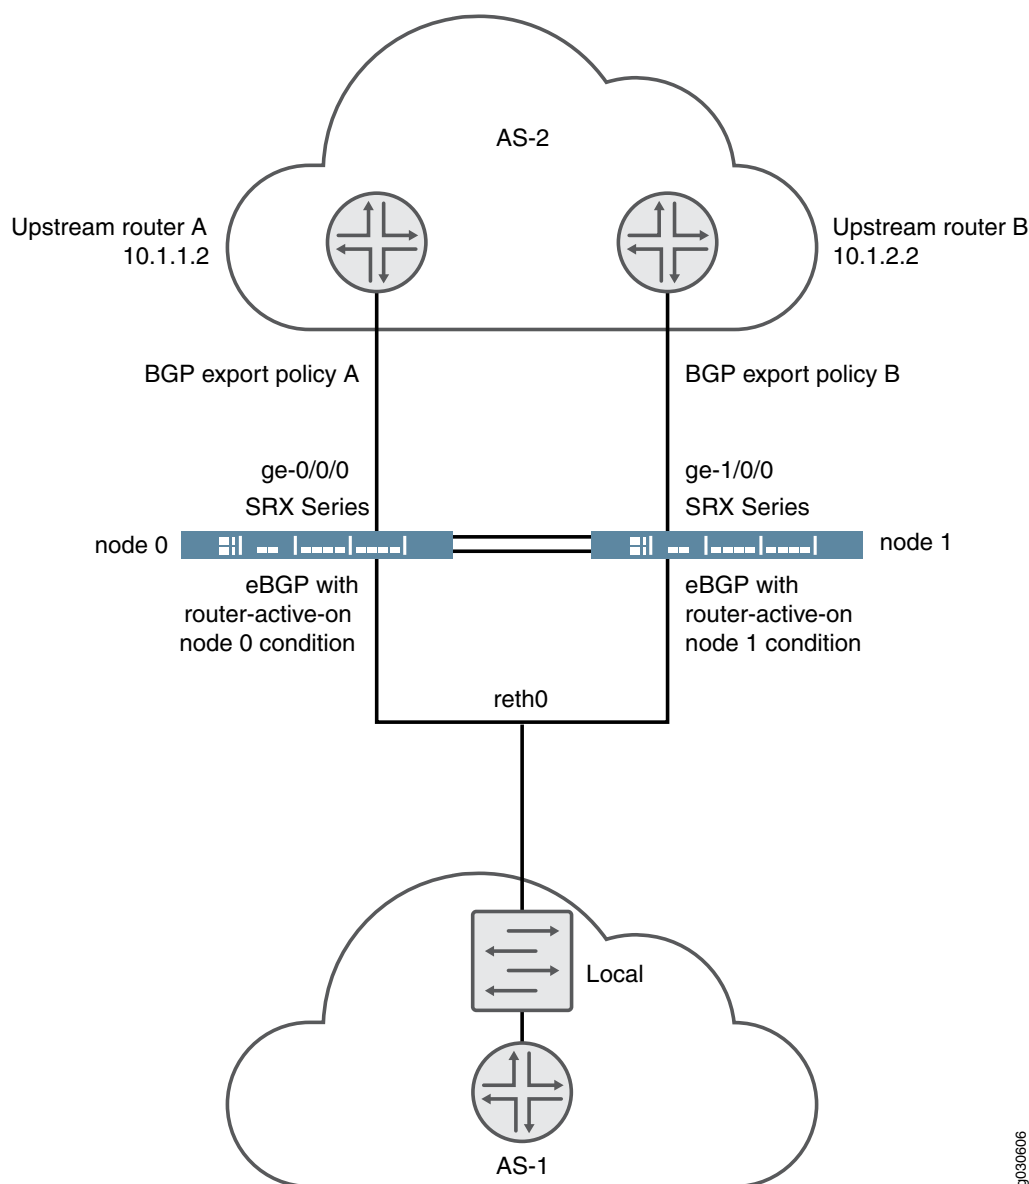 AS-2
Upstream router A
10.1.1.2
Upstream router B
10.1.2.2
BGP export policy A
BGP export policy B
ge-0/0/0
SRX Series
ge-1/0/0
SRX Series
node 0
node 1
eBGP with
router-active-on
node 0 condition
eBGP with
router-active-on
node 1 condition
reth0
Local
AS-1
g030606